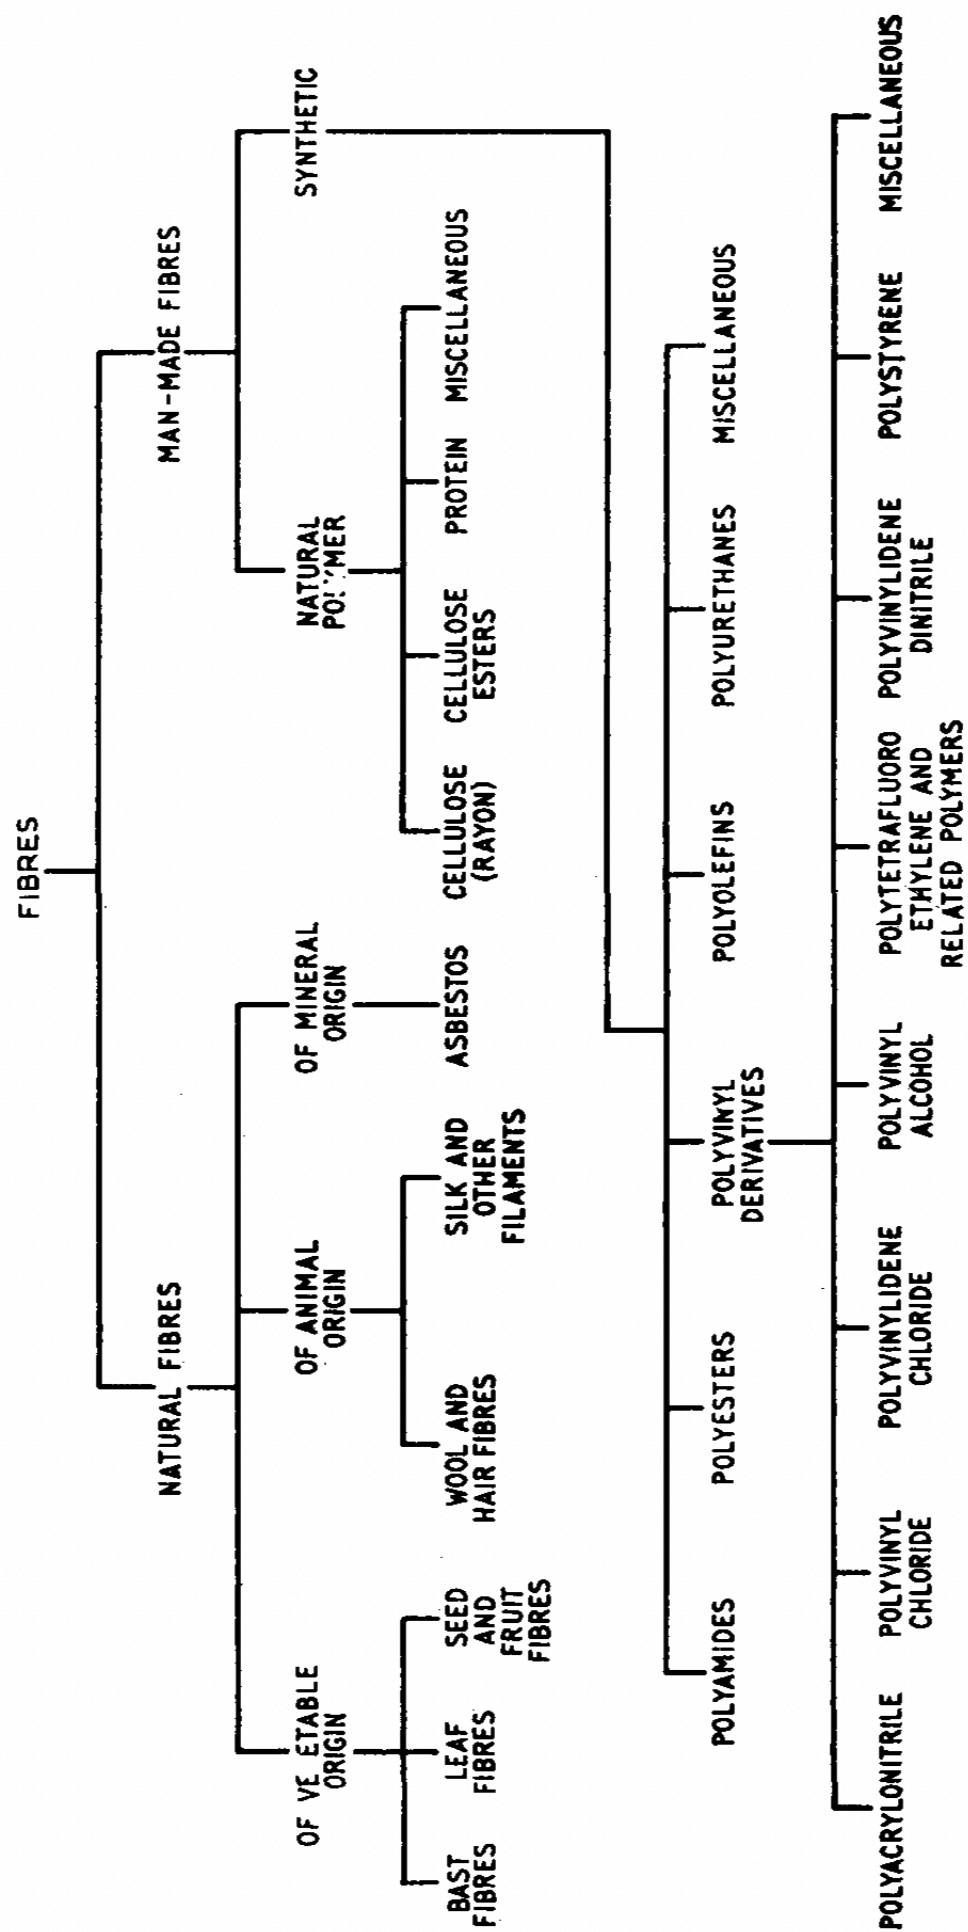 FIBRES
NATURAL FIBRES
MAN-MADE FIBRES
OF VE ETABLE
ORIGIN
OF ANIMAL
ORIGIN
OF MINERAL
ORIGIN
NATURAL
SYNTHETIC
BAST
FIBRES
LEAF
FIBRES
SEED
AND
FRUIT
FIBRES
WOOL AND
HAIR FIBRES
SILK AND
OTHER
FILAMENTS
ASBESTOS
CELLULOSE
(RAYON)
CELLULOSE
ESTERS
PROTEIN
MISCELLANEOUS
POLYAMIDES
POLYESTERS
POLYVINYL
DERIVATIVES
POLYOLEFINS
POLYURETHANES
MISCELLANEOUS
POLYACRYLONITRILE
POLYVINYL
CHLORIDE
POLYVINYLIDENE
CHLORIDE
POLYVINYL
ALCOHOL
POLYTETRAFLUORO
ETHYLENE AND
RELATED POLYMERS
POLYVINYLIDENE
DINITRILE
POLYSTYRENE
MISCELLANEOUS